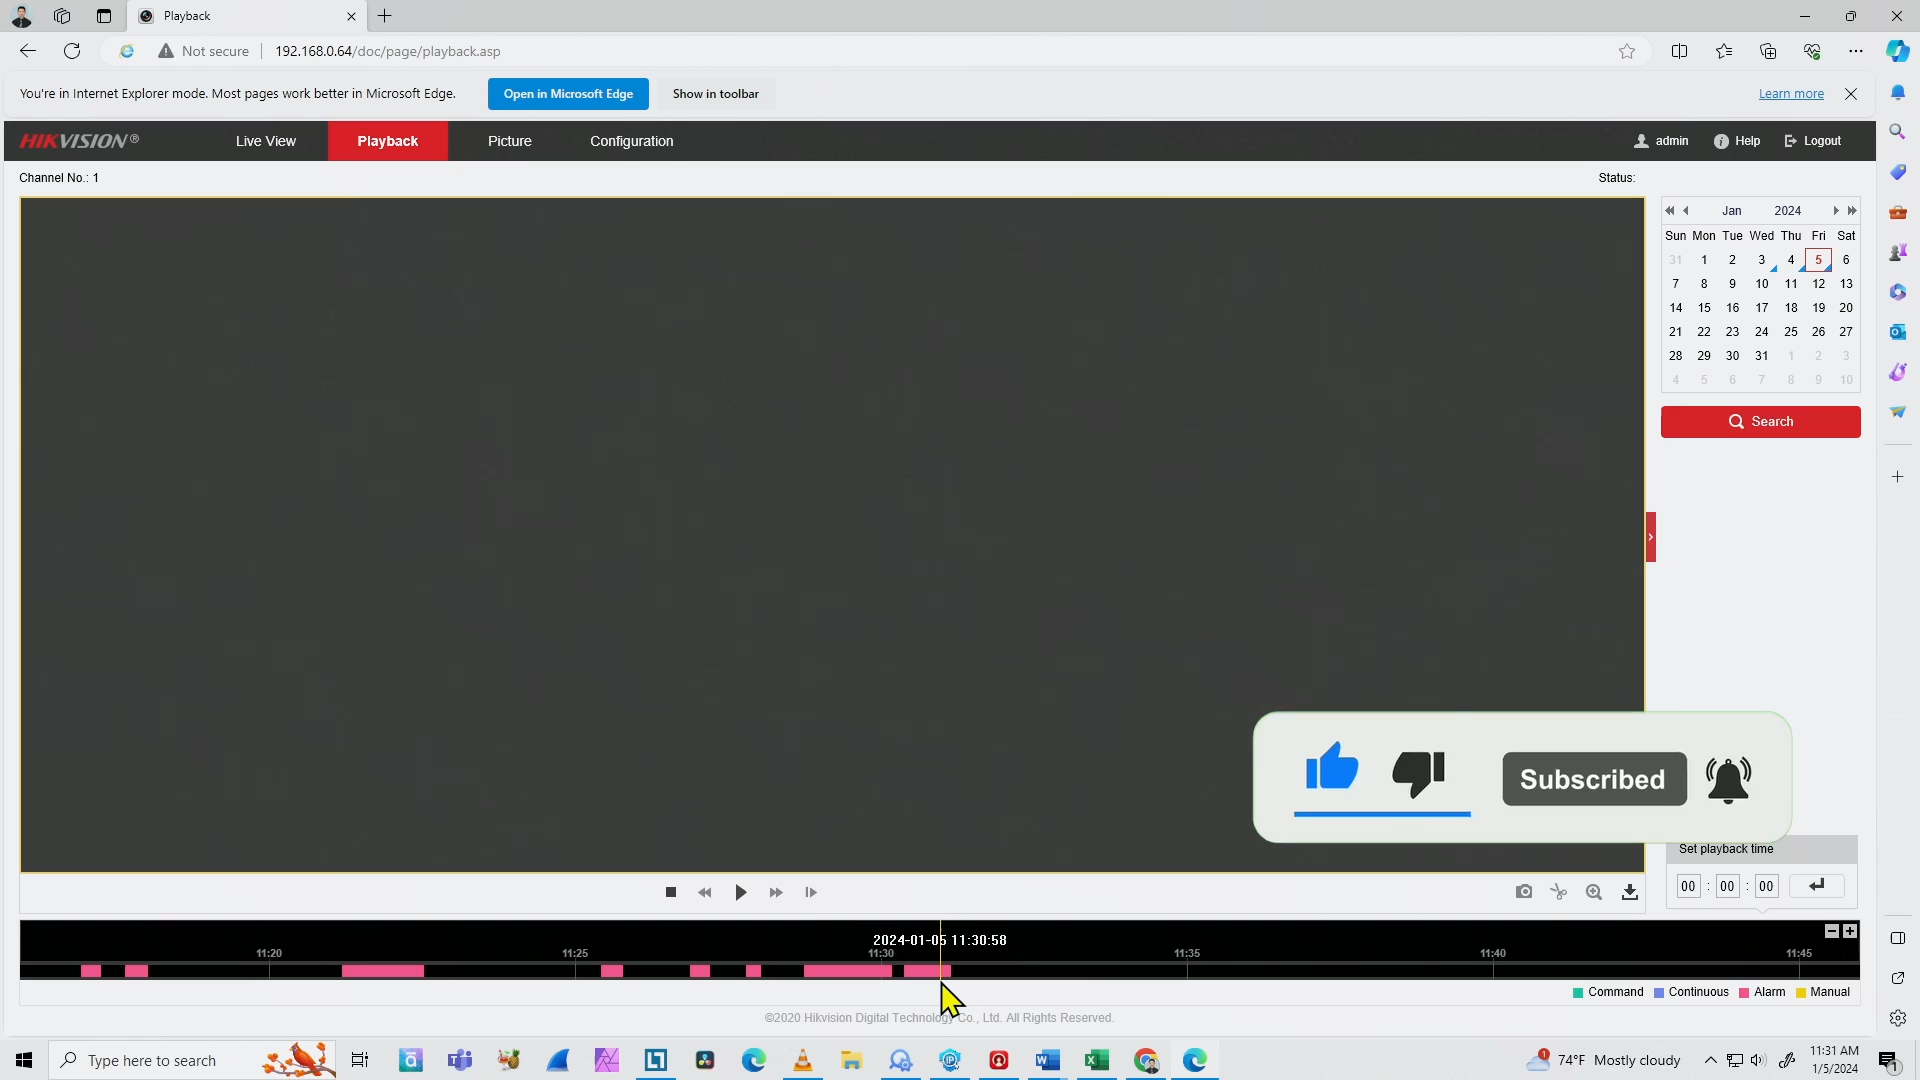 Playback
Not secure 192.168.0.64/doc/page/playback.asp
You're in Internet Explorer mode. Most pages work better in Microsoft Edge. Open in Microsoft Edge Show in toolbar Learn more
HIKVISION® Live View Playback Picture Configuration admin Help Logout
Channel No.: 1 Status:
Jan 2024
Sun Mon Tue Wed Thu Fri Sat
31 1 2 3 4 5 6
7 8 9 10 11 12 13
14 15 16 17 18 19 20
21 22 23 24 25 26 27
28 29 30 31 1 2 3
4 5 6 7 8 9 10
Search
Subscribed
Set playback time
00 : 00 : 00
2024-01-05 11:30:58
11:20 11:25 11:30 11:35 11:40 11:45
Command Continuous Alarm Manual
©2020 Hikvision Digital Technology Co., Ltd. All Rights Reserved.
Type here to search
1 74°F Mostly cloudy
11:31 AM
1/5/2024
1